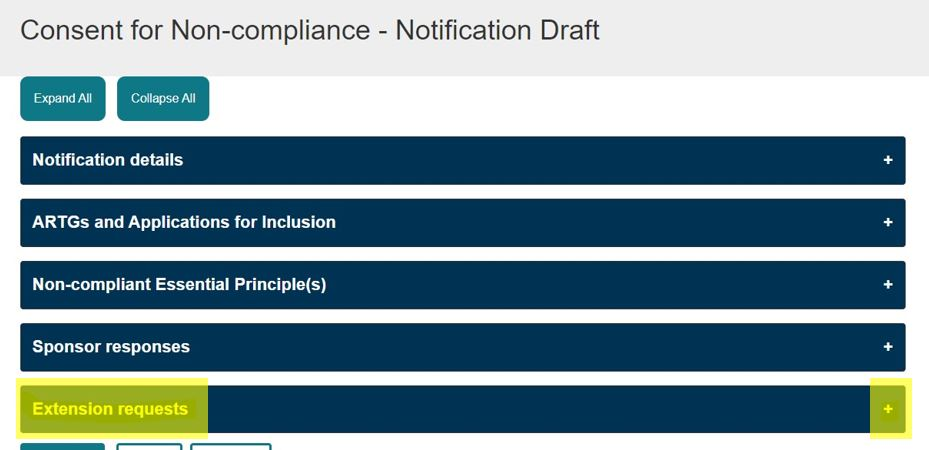 Consent for Non-compliance - Notification Draft
Expand All Collapse All
Notification details +
ARTGs and Applications for Inclusion +
Non-compliant Essential Principle(s) +
Sponsor responses +
Extension requests +